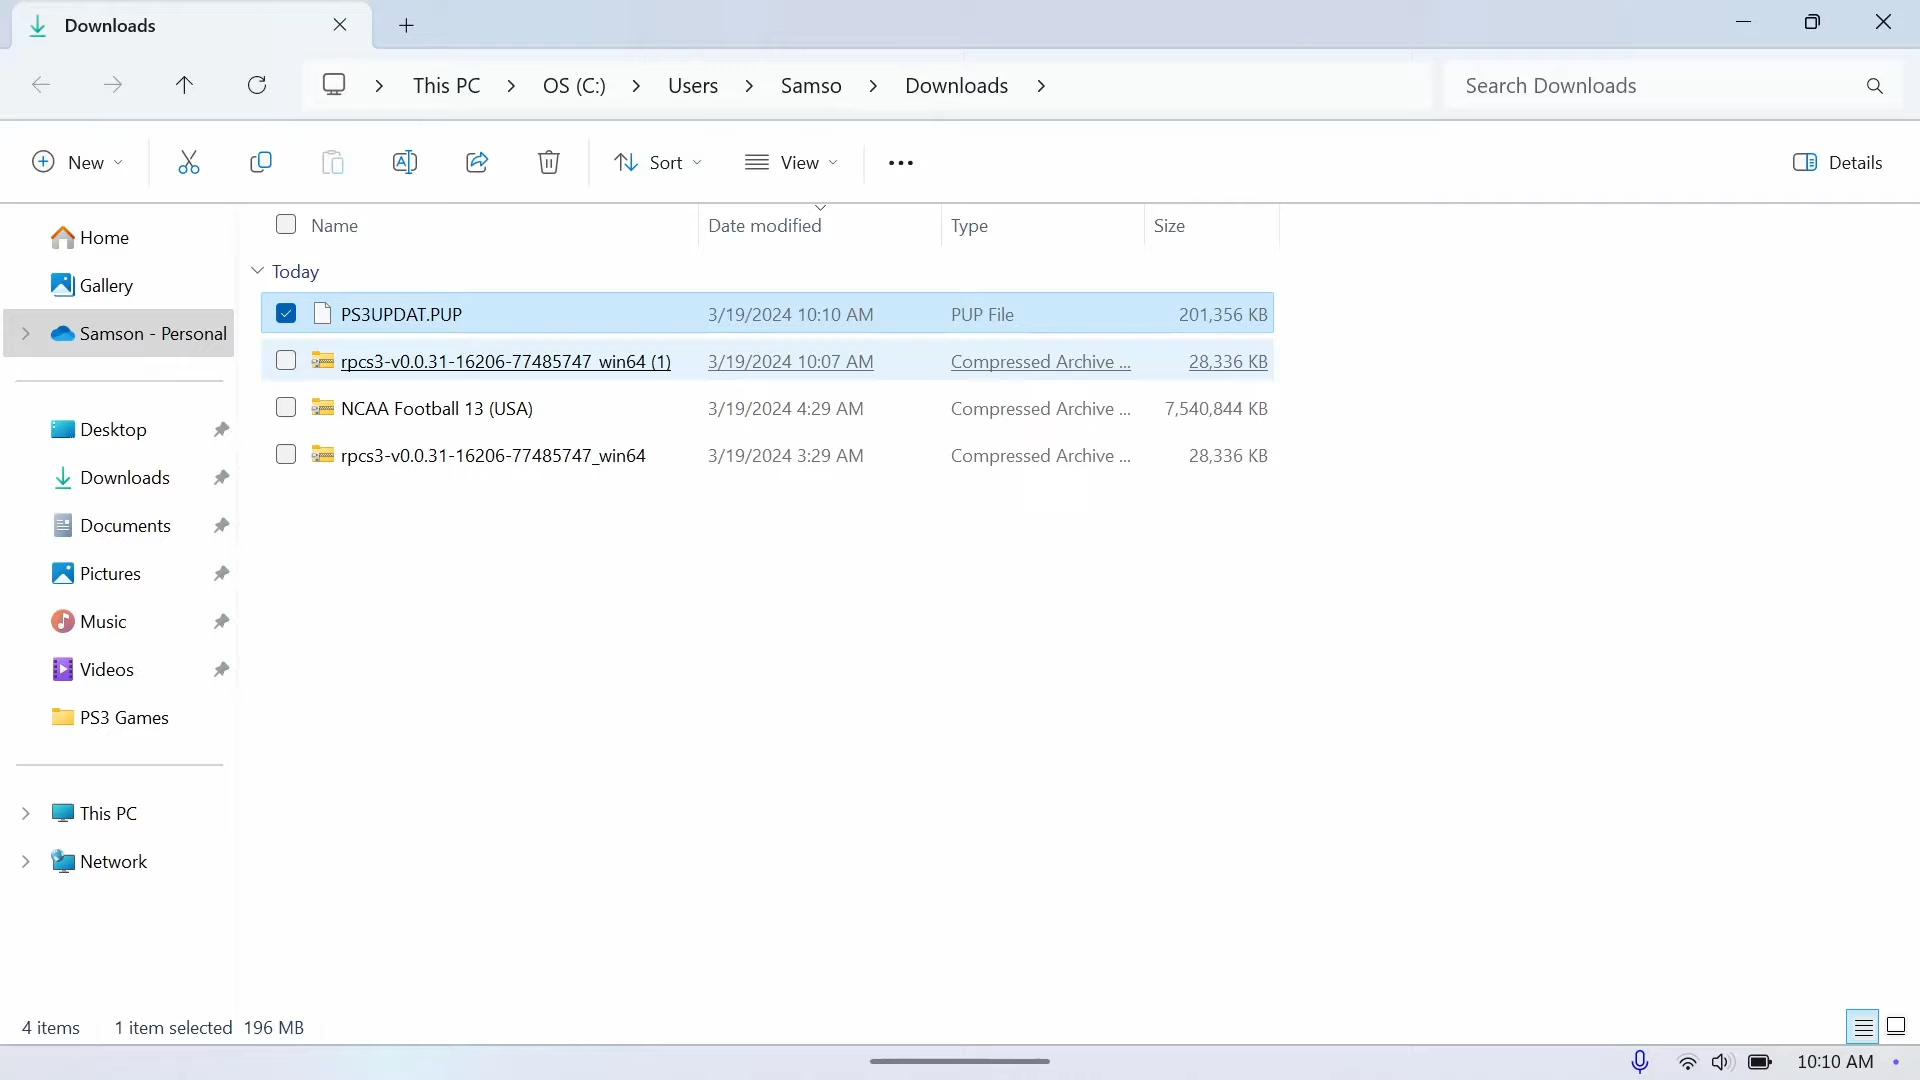 Downloads
This PC > OS (C:) > Users > Samso > Downloads >
Search Downloads
New
Sort
View
Details
Name Date modified Type Size
Today
PS3UPDAT.PUP 3/19/2024 10:10 AM PUP File 201,356 KB
rpcs3-v0.0.31-16206-77485747_win64 (1) 3/19/2024 10:07 AM Compressed Archive ... 28,336 KB
NCAA Football 13 (USA) 3/19/2024 4:29 AM Compressed Archive ... 7,540,844 KB
rpcs3-v0.0.31-16206-77485747_win64 3/19/2024 3:29 AM Compressed Archive ... 28,336 KB
Home
Gallery
Samson - Personal
Desktop
Downloads
Documents
Pictures
Music
Videos
PS3 Games
This PC
Network
4 items 1 item selected 196 MB
10:10 AM